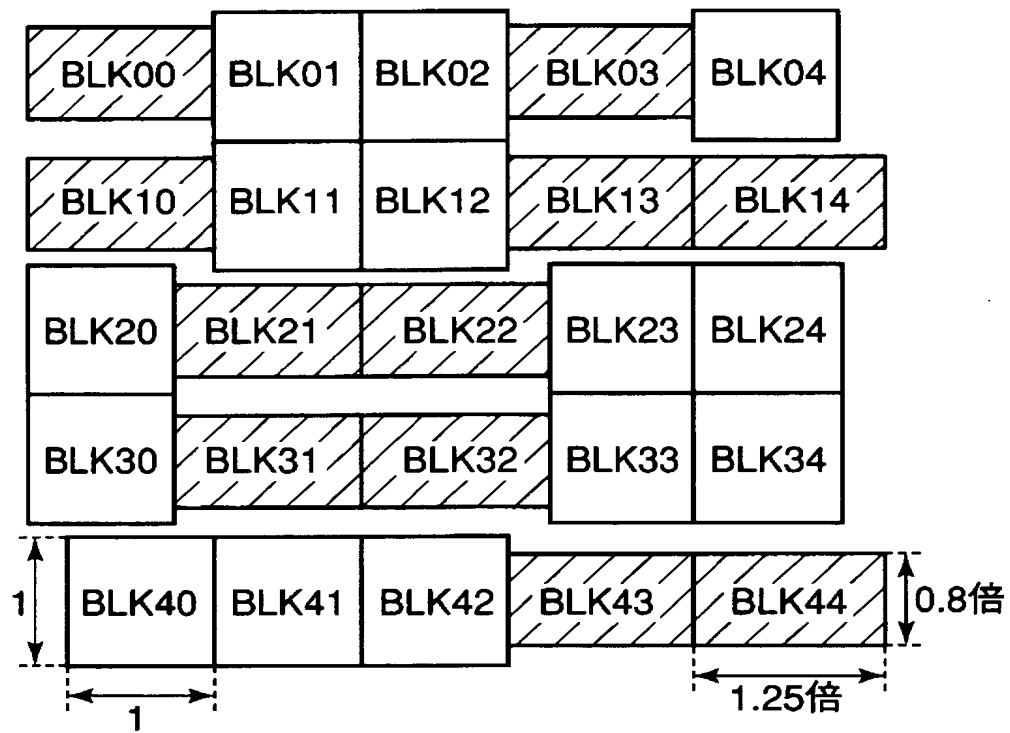 BLK00 BLK01 BLK02 BLK03 BLK04
BLK10 BLK11 BLK12 BLK13 BLK14
BLK20 BLK21 BLK22 BLK23 BLK24
BLK30 BLK31 BLK32 BLK33 BLK34
1 BLK40 BLK41 BLK42 BLK43 BLK44 0.8倍
1 1.25倍